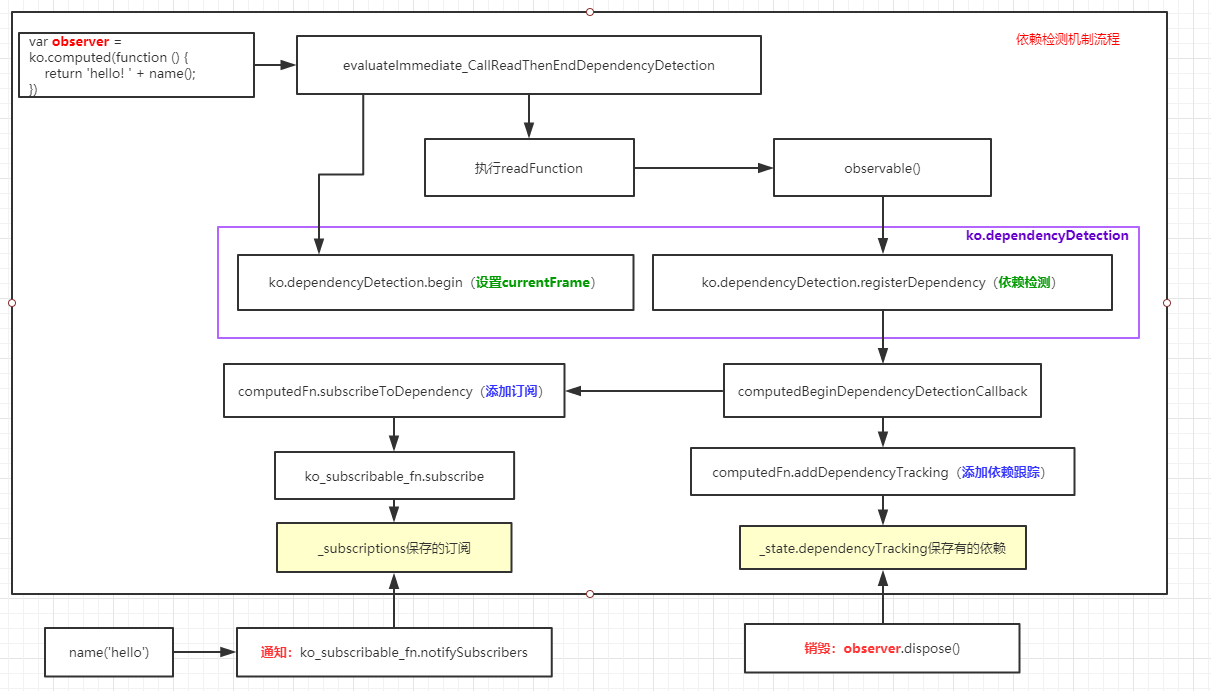 依赖检测机制流程
var observer =
ko.computed(function () {
return 'hello! ' + name();
})
evaluateImmediate_CallReadThenEndDependencyDetection
执行readFunction
observable()
ko.dependencyDetection
ko.dependencyDetection.begin（设置currentFrame）
ko.dependencyDetection.registerDependency（依赖检测）
computedFn.subscribeToDependency（添加订阅）
computedBeginDependencyDetectionCallback
ko_subscribable_fn.subscribe
computedFn.addDependencyTracking（添加依赖跟踪）
_subscriptions保存的订阅
_state.dependencyTracking保存有的依赖
name('hello')
通知：ko_subscribable_fn.notifySubscribers
销毁：observer.dispose()